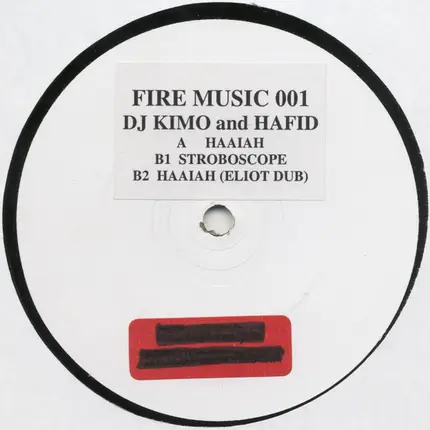 FIRE MUSIC 001
DJ KIMO and HAFID
A HAAIAH
B1 STROBOSCOPE
B2 HAAIAH (ELIOT DUB)